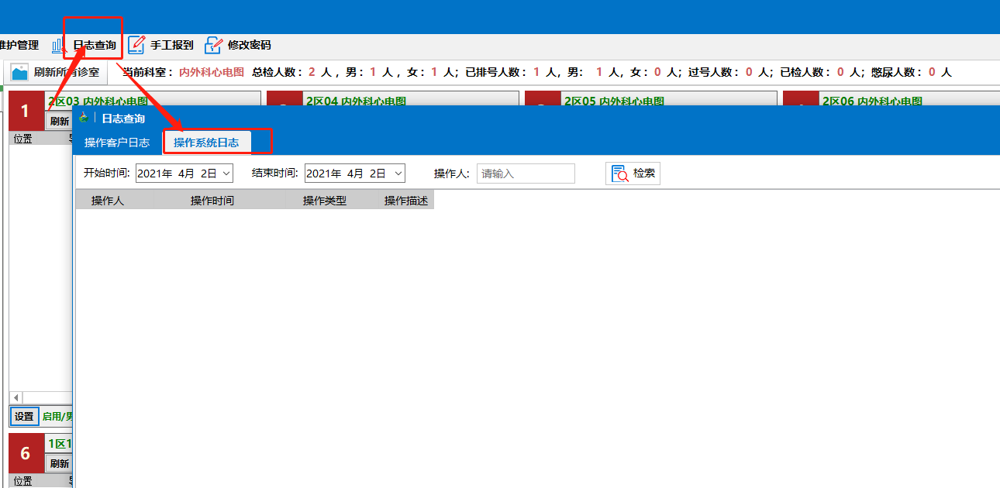 维护管理 日志查询 手工报到 修改密码
刷新所有诊室 当前科室：内外科心电图 总检人数：2 人，男：1 人，女：1 人；已排号人数：1 人，男： 1 人，女：0 人；过号人数：0 人；已检人数：0 人；憋尿人数：0 人
1 2区03 内外科心电图 2区04 内外科心电图 2区05 内外科心电图 2区06 内外科心电图
刷新
位置
日志查询
操作客户日志 操作系统日志
开始时间: 2021年 4月 2日 结束时间: 2021年 4月 2日 操作人: 请输入 检索
操作人 操作时间 操作类型 操作描述
设置 启用/男
6 1区1
刷新
位置